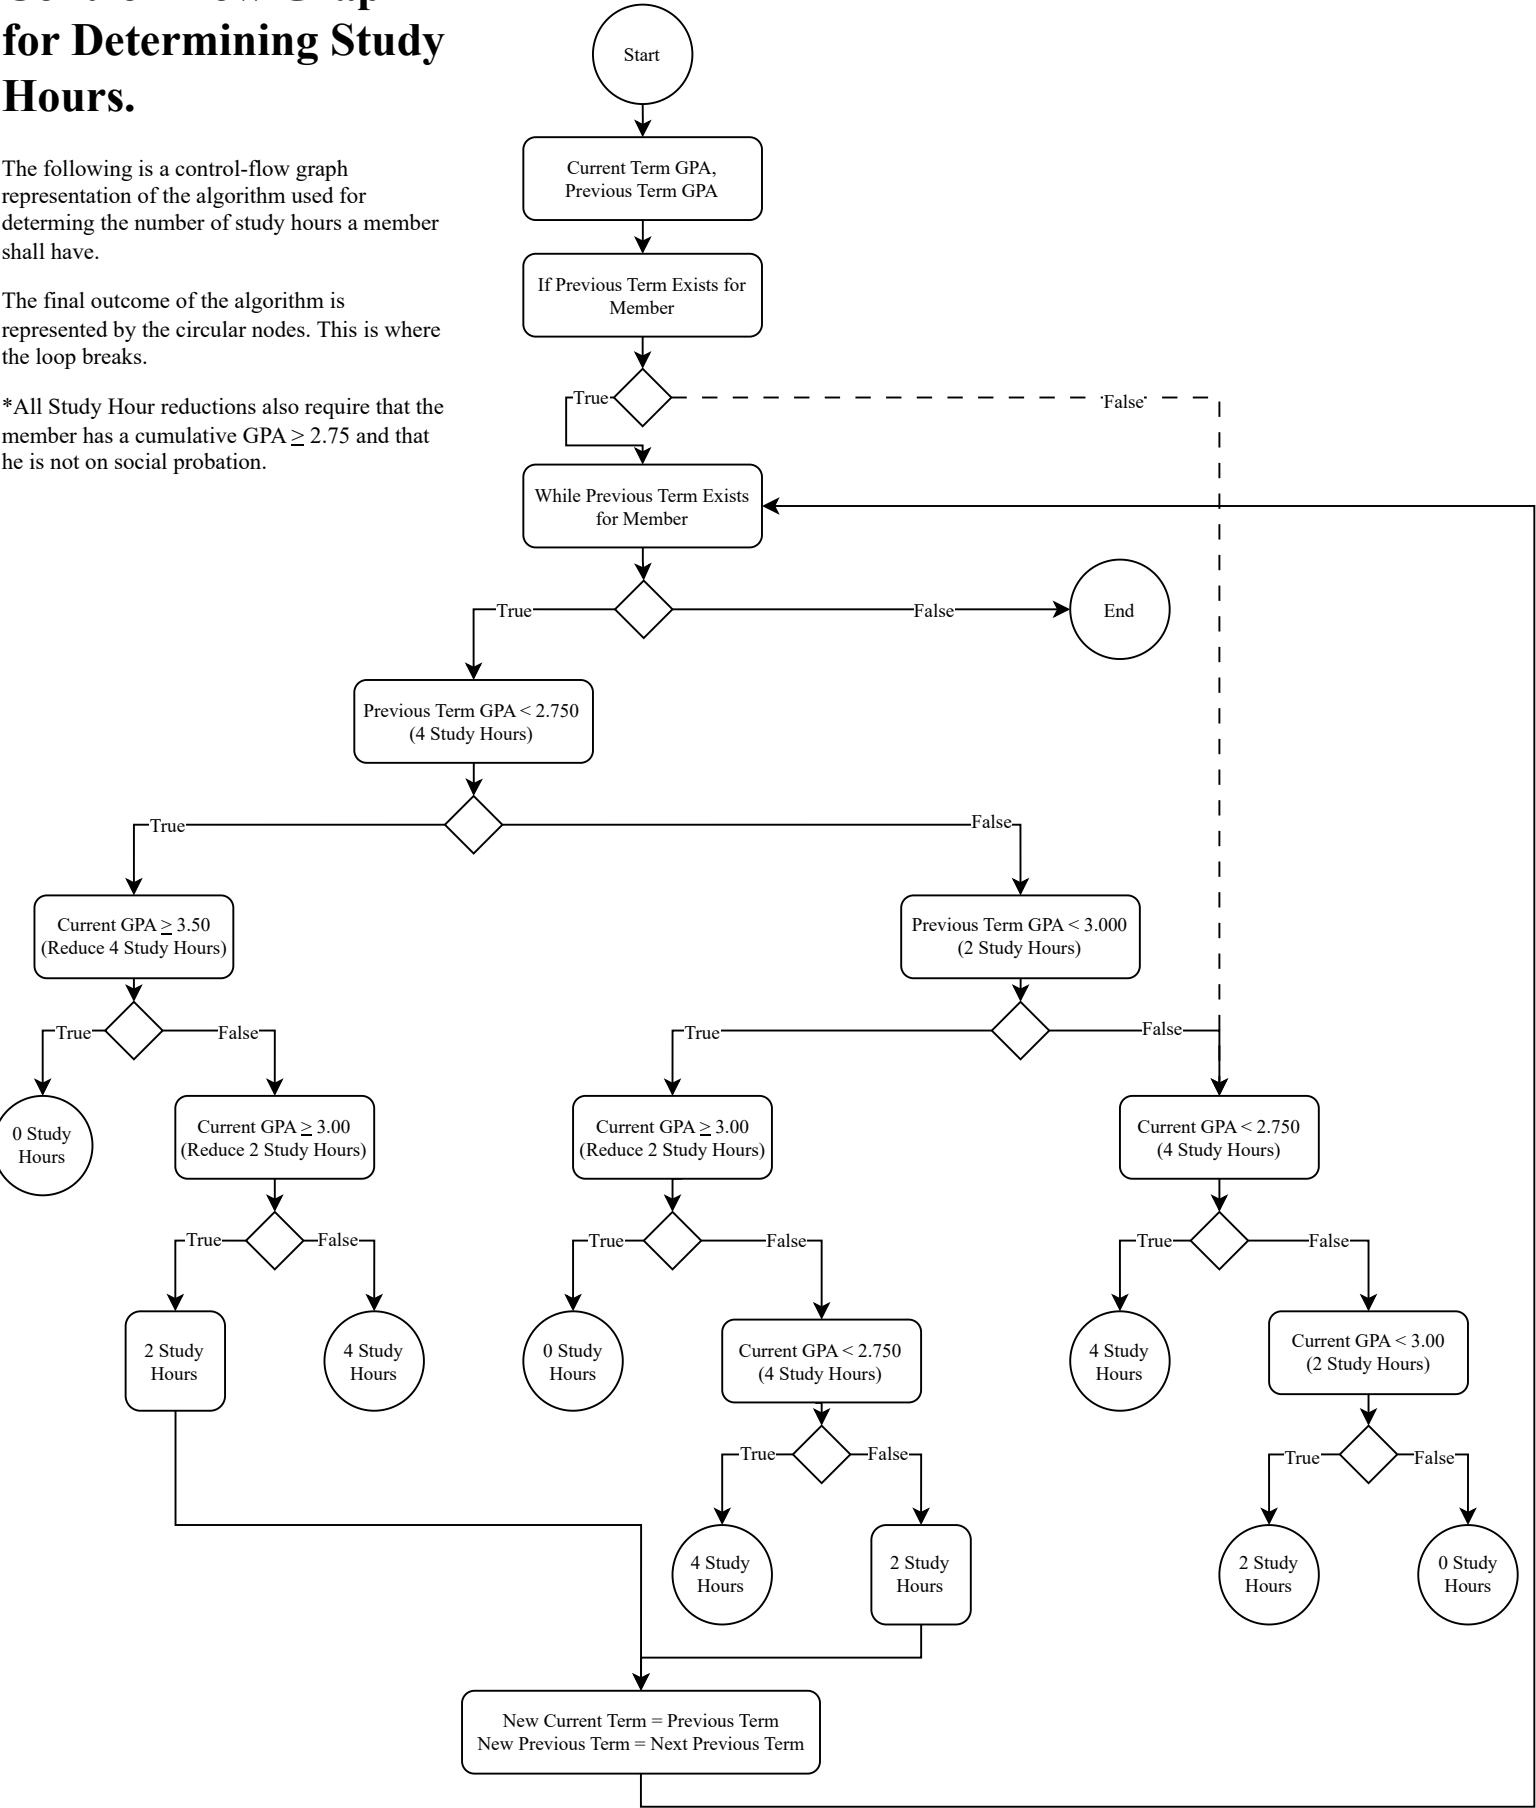 for Determining Study
Hours.
The following is a control-flow graph
representation of the algorithm used for
determing the number of study hours a member
shall have.
The final outcome of the algorithm is
represented by the circular nodes. This is where
the loop breaks.
*All Study Hour reductions also require that the
member has a cumulative GPA ≥ 2.75 and that
he is not on social probation.
Start
Current Term GPA,
Previous Term GPA
If Previous Term Exists for
Member
True
False
While Previous Term Exists
for Member
True
False
End
Previous Term GPA < 2.750
(4 Study Hours)
True
False
Current GPA ≥ 3.50
(Reduce 4 Study Hours)
Previous Term GPA < 3.000
(2 Study Hours)
True
False
True
False
0 Study
Hours
Current GPA ≥ 3.00
(Reduce 2 Study Hours)
Current GPA ≥ 3.00
(Reduce 2 Study Hours)
Current GPA < 2.750
(4 Study Hours)
True
False
True
False
True
False
2 Study
Hours
4 Study
Hours
0 Study
Hours
Current GPA < 2.750
(4 Study Hours)
4 Study
Hours
Current GPA < 3.00
(2 Study Hours)
True
False
True
False
4 Study
Hours
2 Study
Hours
2 Study
Hours
0 Study
Hours
New Current Term = Previous Term
New Previous Term = Next Previous Term